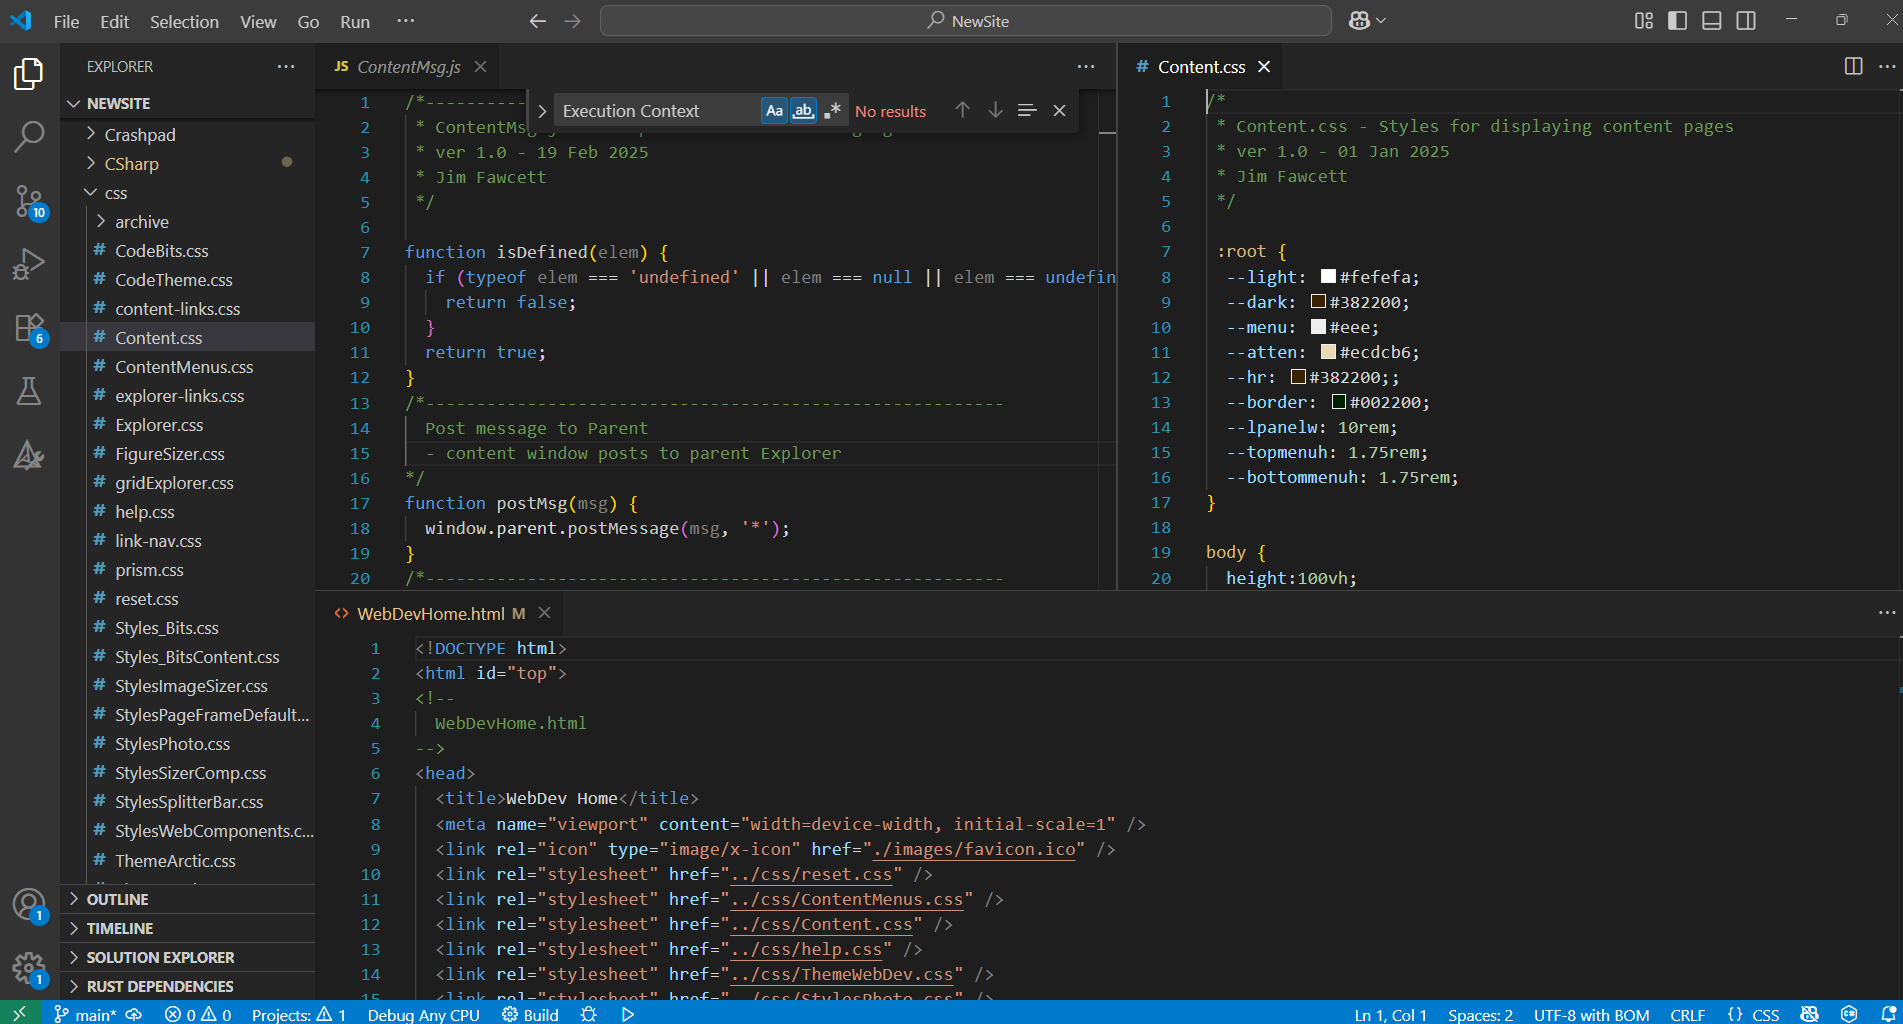 File Edit Selection View Go Run ··· NewSite
EXPLORER ···
NEWSITE
Crashpad
CSharp
css
archive
CodeBits.css
CodeTheme.css
content-links.css
Content.css
ContentMenus.css
explorer-links.css
Explorer.css
FigureSizer.css
gridExplorer.css
help.css
link-nav.css
prism.css
reset.css
Styles_Bits.css
Styles_BitsContent.css
StylesImageSizer.css
StylesPageFrameDefault...
StylesPhoto.css
StylesSizerComp.css
StylesSplitterBar.css
StylesWebComponents.c...
ThemeArctic.css
OUTLINE
TIMELINE
SOLUTION EXPLORER
RUST DEPENDENCIES
10
6
1
1
JS ContentMsg.js
Execution Context Aa ab No results
1 /*----------
2 * ContentMsg
3 * ver 1.0 - 19 Feb 2025
4 * Jim Fawcett
5 */
6
7 function isDefined(elem) {
8 if (typeof elem === 'undefined' || elem === null || elem === undefin
9 return false;
10 }
11 return true;
12 }
13 /*---------------------------------------------------------
14 Post message to Parent
15 - content window posts to parent Explorer
16 */
17 function postMsg(msg) {
18 window.parent.postMessage(msg, '*');
19 }
20 /*---------------------------------------------------------
# Content.css
1 /*
2 * Content.css - Styles for displaying content pages
3 * ver 1.0 - 01 Jan 2025
4 * Jim Fawcett
5 */
6
7 :root {
8 --light: #fefefa;
9 --dark: #382200;
10 --menu: #eee;
11 --atten: #ecdcb6;
12 --hr: #382200;;
13 --border: #002200;
14 --lpanelw: 10rem;
15 --topmenuh: 1.75rem;
16 --bottommenuh: 1.75rem;
17 }
18
19 body {
20 height:100vh;
<> WebDevHome.html M
1 <!DOCTYPE html>
2 <html id="top">
3 <!--
4 WebDevHome.html
5 -->
6 <head>
7 <title>WebDev Home</title>
8 <meta name="viewport" content="width=device-width, initial-scale=1" />
9 <link rel="icon" type="image/x-icon" href="./images/favicon.ico" />
10 <link rel="stylesheet" href="../css/reset.css" />
11 <link rel="stylesheet" href="../css/ContentMenus.css" />
12 <link rel="stylesheet" href="../css/Content.css" />
13 <link rel="stylesheet" href="../css/help.css" />
14 <link rel="stylesheet" href="../css/ThemeWebDev.css" />
15 <link rel="stylesheet" href="../css/StylesPhoto.css" />
main* 0 0 Projects: 1 Debug Any CPU Build Ln 1, Col 1 Spaces: 2 UTF-8 with BOM CRLF {} CSS